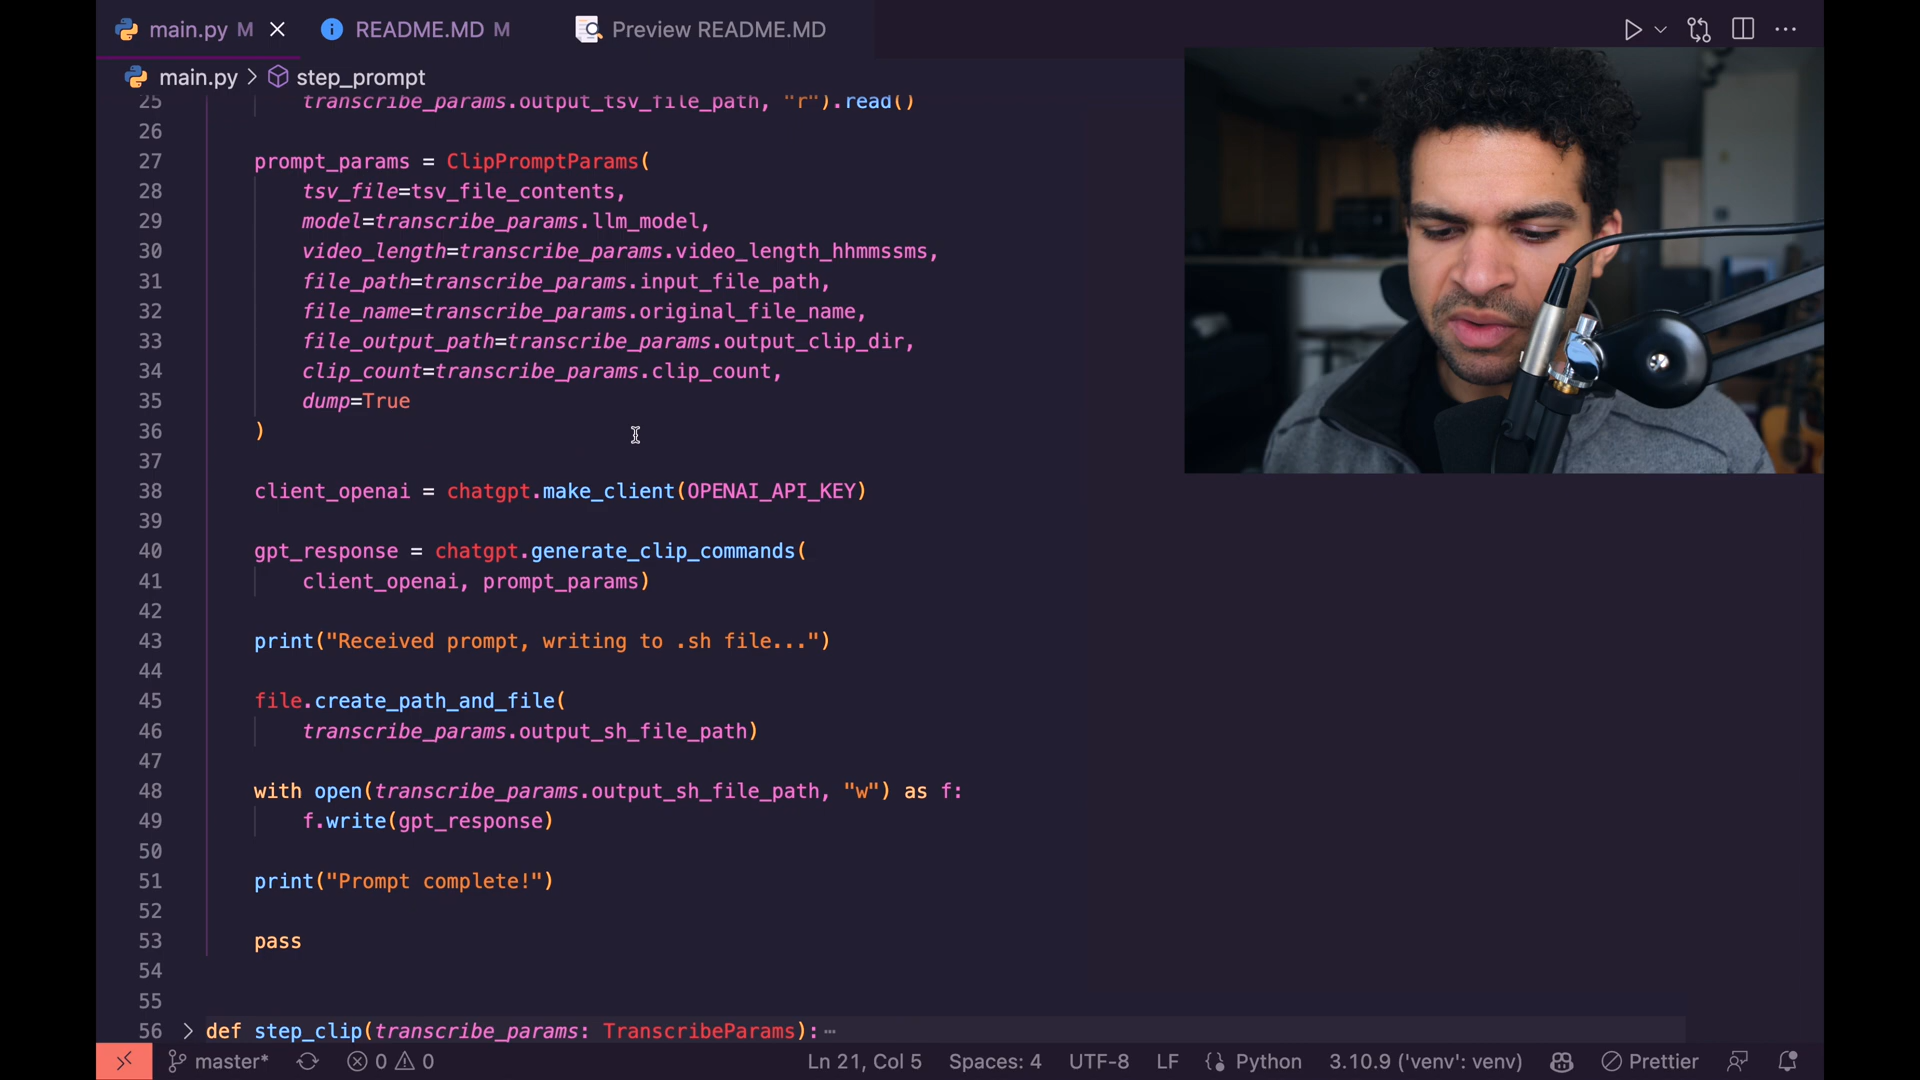 main.py M
README.MD M
Preview README.MD
main.py > step_prompt
25 transcribe_params.output_tsv_file_path, "r").read()
26
27 prompt_params = ClipPromptParams(
28 tsv_file=tsv_file_contents,
29 model=transcribe_params.llm_model,
30 video_length=transcribe_params.video_length_hhmmssms,
31 file_path=transcribe_params.input_file_path,
32 file_name=transcribe_params.original_file_name,
33 file_output_path=transcribe_params.output_clip_dir,
34 clip_count=transcribe_params.clip_count,
35 dump=True
36 )
37
38 client_openai = chatgpt.make_client(OPENAI_API_KEY)
39
40 gpt_response = chatgpt.generate_clip_commands(
41 client_openai, prompt_params)
42
43 print("Received prompt, writing to .sh file...")
44
45 file.create_path_and_file(
46 transcribe_params.output_sh_file_path)
47
48 with open(transcribe_params.output_sh_file_path, "w") as f:
49 f.write(gpt_response)
50
51 print("Prompt complete!")
52
53 pass
54
55
56 def step_clip(transcribe_params: TranscribeParams):…
master* 0 0 Ln 21, Col 5 Spaces: 4 UTF-8 LF {} Python 3.10.9 ('venv': venv) Prettier